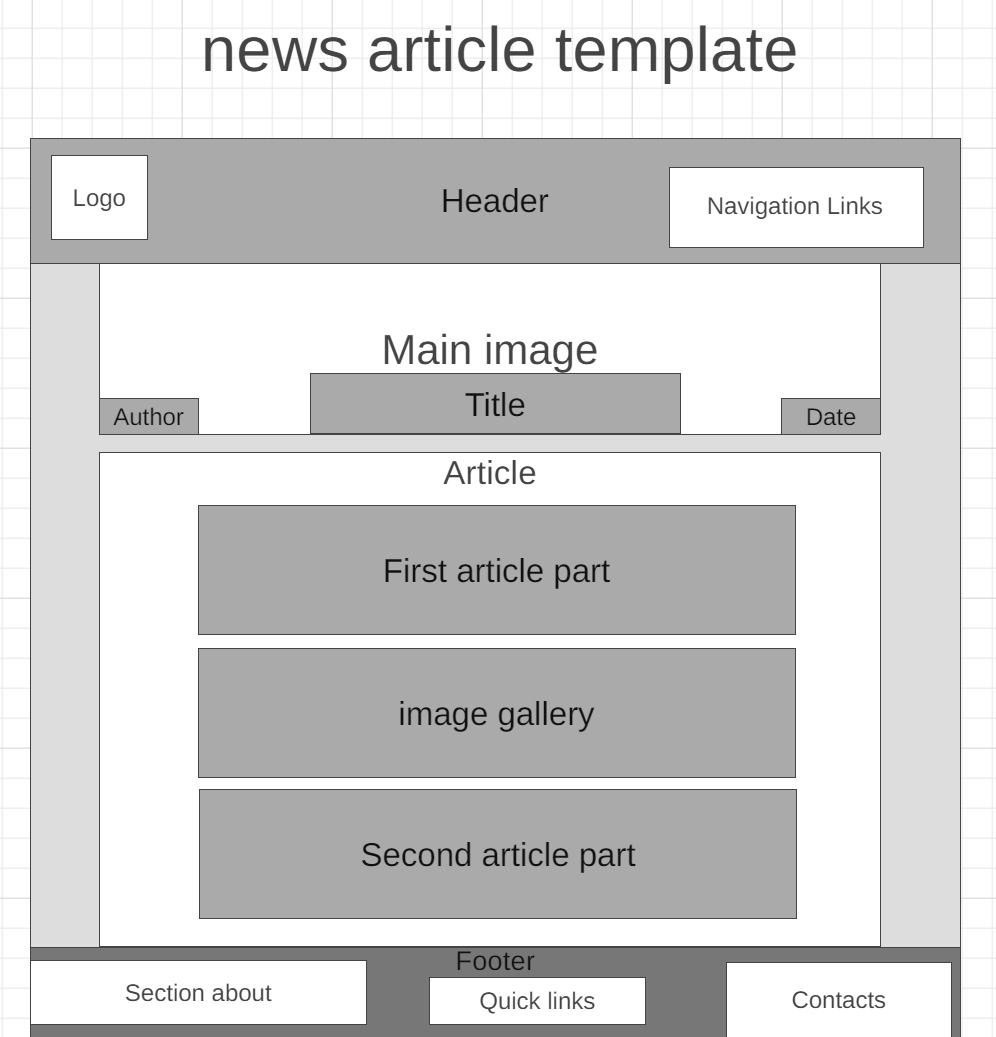 news article template
Logo
Header
Navigation Links
Main image
Title
Author
Date
Article
First article part
image gallery
Second article part
Footer
Section about
Quick links
Contacts